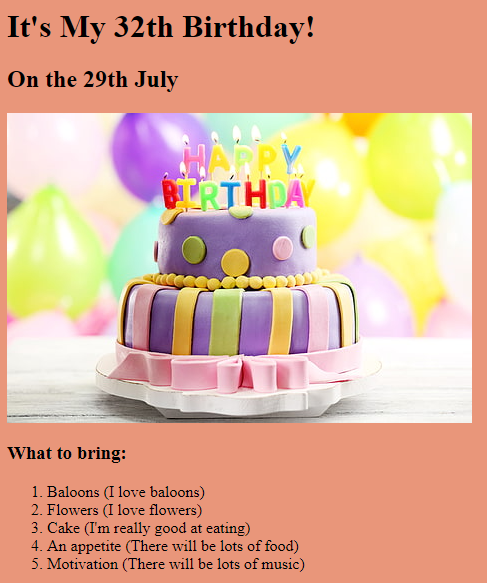 It's My 32th Birthday!
On the 29th July
HAPPY
BIRTHDAY
What to bring:
1. Baloons (I love baloons)
2. Flowers (I love flowers)
3. Cake (I'm really good at eating)
4. An appetite (There will be lots of food)
5. Motivation (There will be lots of music)